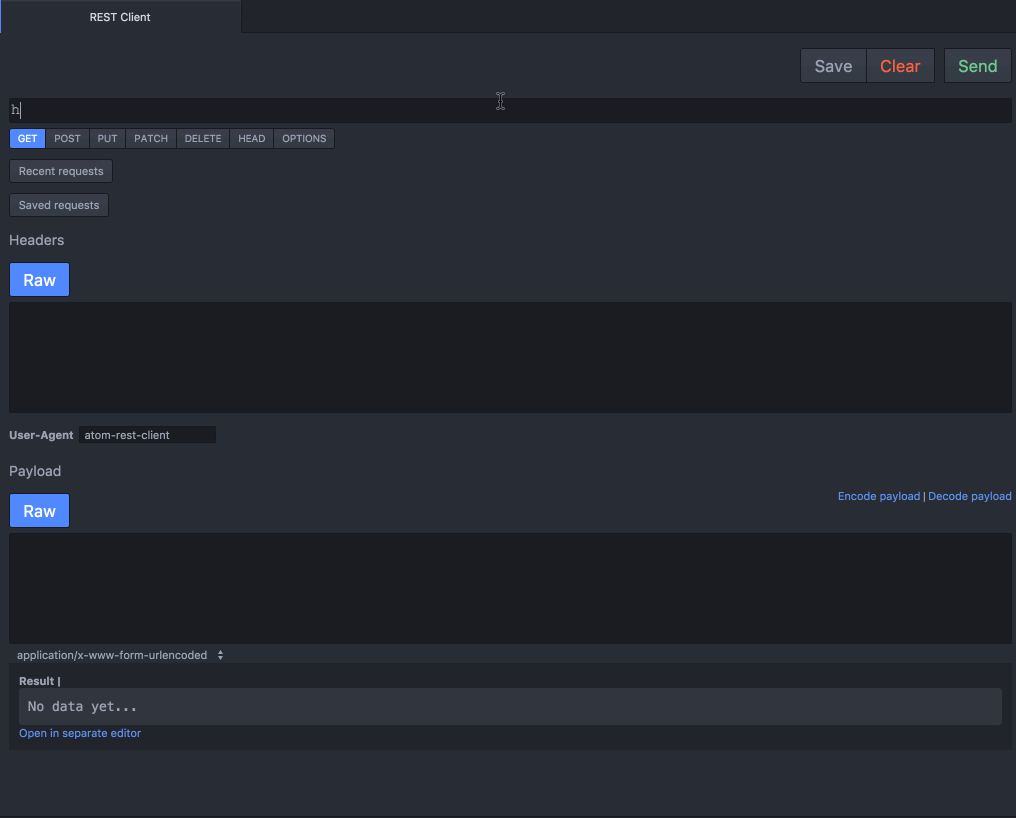 REST Client
Save Clear Send
h
GET POST PUT PATCH DELETE HEAD OPTIONS
Recent requests
Saved requests
Headers
Raw
User-Agent atom-rest-client
Payload
Encode payload | Decode payload
Raw
application/x-www-form-urlencoded
Result |
No data yet...
Open in separate editor